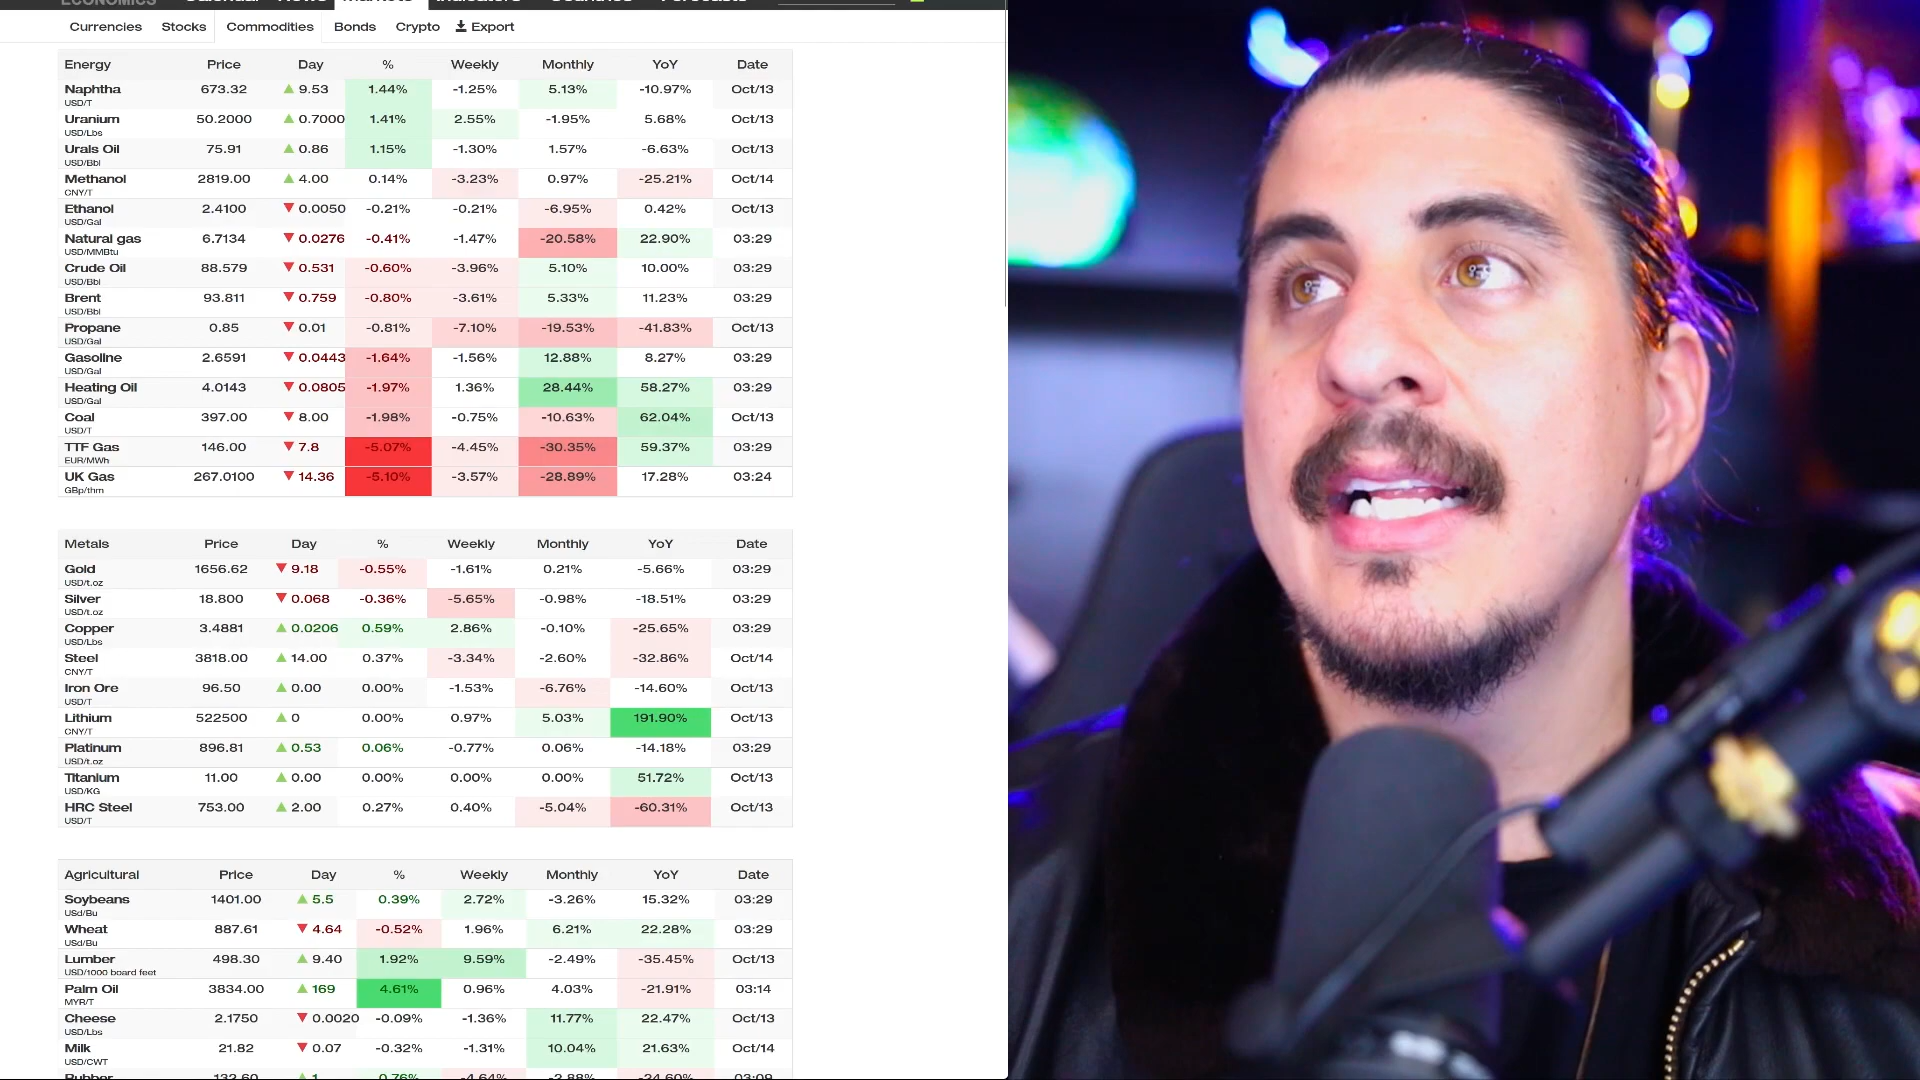 ECONOMICS Calendar News Markets Indicators Countries Forecasts
Currencies Stocks Commodities Bonds Crypto Export
Energy Price Day % Weekly Monthly YoY Date
Naphtha 673.32 9.53 1.44% -1.25% 5.13% -10.97% Oct/13
USD/T
Uranium 50.2000 0.7000 1.41% 2.55% -1.95% 5.68% Oct/13
USD/Lbs
Urals Oil 75.91 0.86 1.15% -1.30% 1.57% -6.63% Oct/13
USD/Bbl
Methanol 2819.00 4.00 0.14% -3.23% 0.97% -25.21% Oct/14
CNY/T
Ethanol 2.4100 0.0050 -0.21% -0.21% -6.95% 0.42% Oct/13
USD/Gal
Natural gas 6.7134 0.0276 -0.41% -1.47% -20.58% 22.90% 03:29
USD/MMBtu
Crude Oil 88.579 0.531 -0.60% -3.96% 5.10% 10.00% 03:29
USD/Bbl
Brent 93.811 0.759 -0.80% -3.61% 5.33% 11.23% 03:29
USD/Bbl
Propane 0.85 0.01 -0.81% -7.10% -19.53% -41.83% Oct/13
USD/Gal
Gasoline 2.6591 0.0443 -1.64% -1.56% 12.88% 8.27% 03:29
USD/Gal
Heating Oil 4.0143 0.0805 -1.97% 1.36% 28.44% 58.27% 03:29
USD/Gal
Coal 397.00 8.00 -1.98% -0.75% -10.63% 62.04% Oct/13
USD/T
TTF Gas 146.00 7.8 -5.07% -4.45% -30.35% 59.37% 03:29
EUR/MWh
UK Gas 267.0100 14.36 -5.10% -3.57% -28.89% 17.28% 03:24
GBp/thm
Metals Price Day % Weekly Monthly YoY Date
Gold 1656.62 9.18 -0.55% -1.61% 0.21% -5.66% 03:29
USD/t.oz
Silver 18.800 0.068 -0.36% -5.65% -0.98% -18.51% 03:29
USD/t.oz
Copper 3.4881 0.0206 0.59% 2.86% -0.10% -25.65% 03:29
USD/Lbs
Steel 3818.00 14.00 0.37% -3.34% -2.60% -32.86% Oct/14
CNY/T
Iron Ore 96.50 0.00 0.00% -1.53% -6.76% -14.60% Oct/13
USD/T
Lithium 522500 0 0.00% 0.97% 5.03% 191.90% Oct/13
CNY/T
Platinum 896.81 0.53 0.06% -0.77% 0.06% -14.18% 03:29
USD/t.oz
Titanium 11.00 0.00 0.00% 0.00% 0.00% 51.72% Oct/13
USD/KG
HRC Steel 753.00 2.00 0.27% 0.40% -5.04% -60.31% Oct/13
USD/T
Agricultural Price Day % Weekly Monthly YoY Date
Soybeans 1401.00 5.5 0.39% 2.72% -3.26% 15.32% 03:29
USd/Bu
Wheat 887.61 4.64 -0.52% 1.96% 6.21% 22.28% 03:29
USd/Bu
Lumber 498.30 9.40 1.92% 9.59% -2.49% -35.45% Oct/13
USD/1000 board feet
Palm Oil 3834.00 169 4.61% 0.96% 4.03% -21.91% 03:14
MYR/T
Cheese 2.1750 0.0020 -0.09% -1.36% 11.77% 22.47% Oct/13
USD/Lbs
Milk 21.82 0.07 -0.32% -1.31% 10.04% 21.63% Oct/14
USD/CWT
Rubber 132.60 1 0.76% -4.64% -2.88% -24.60% 03:09